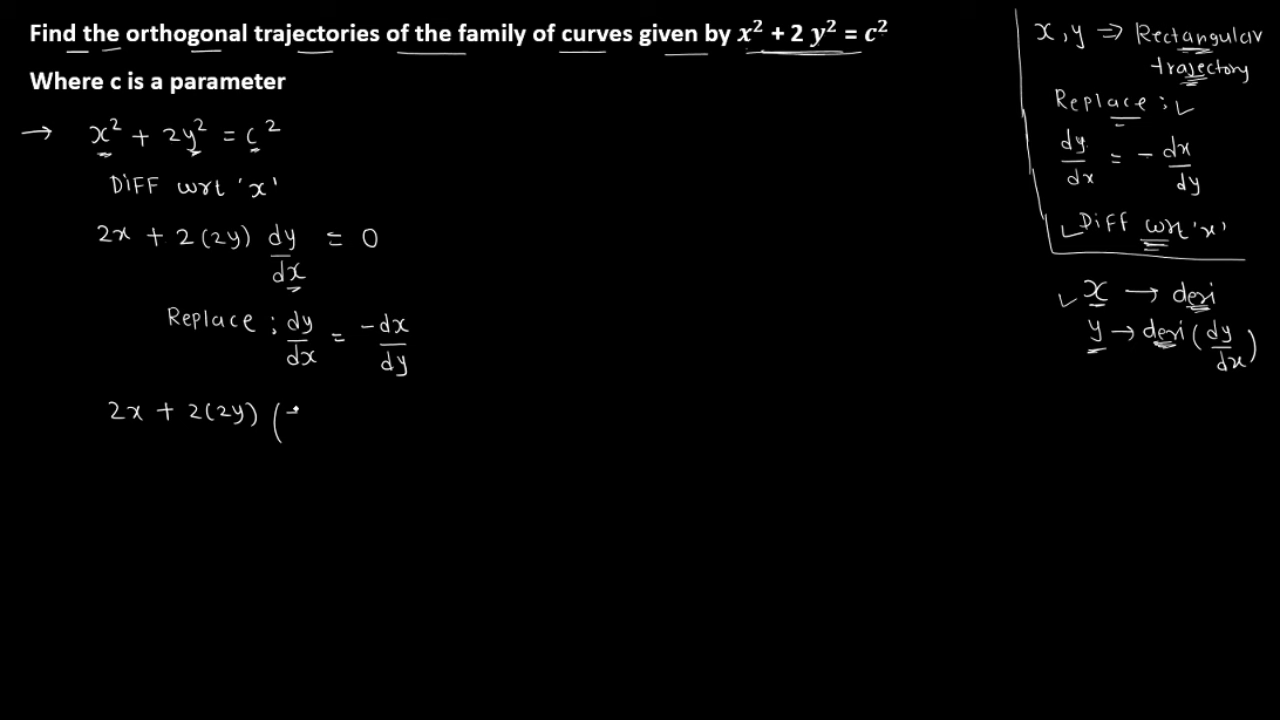 Find the orthogonal trajectories of the family of curves given by x² + 2 y² = c²
Where c is a parameter
→ x² + 2y² = c²
Diff wrt 'x'
2x + 2(2y) dy/dx = 0
Replace ; dy/dx = -dx/dy
2x + 2(2y) (-
x, y ⇒ Rectangular
trajectory
Replace ; ✓
dy/dx = - dx/dy
✓ Diff wrt 'x'
✓ x → deri
y → deri (dy/dx)